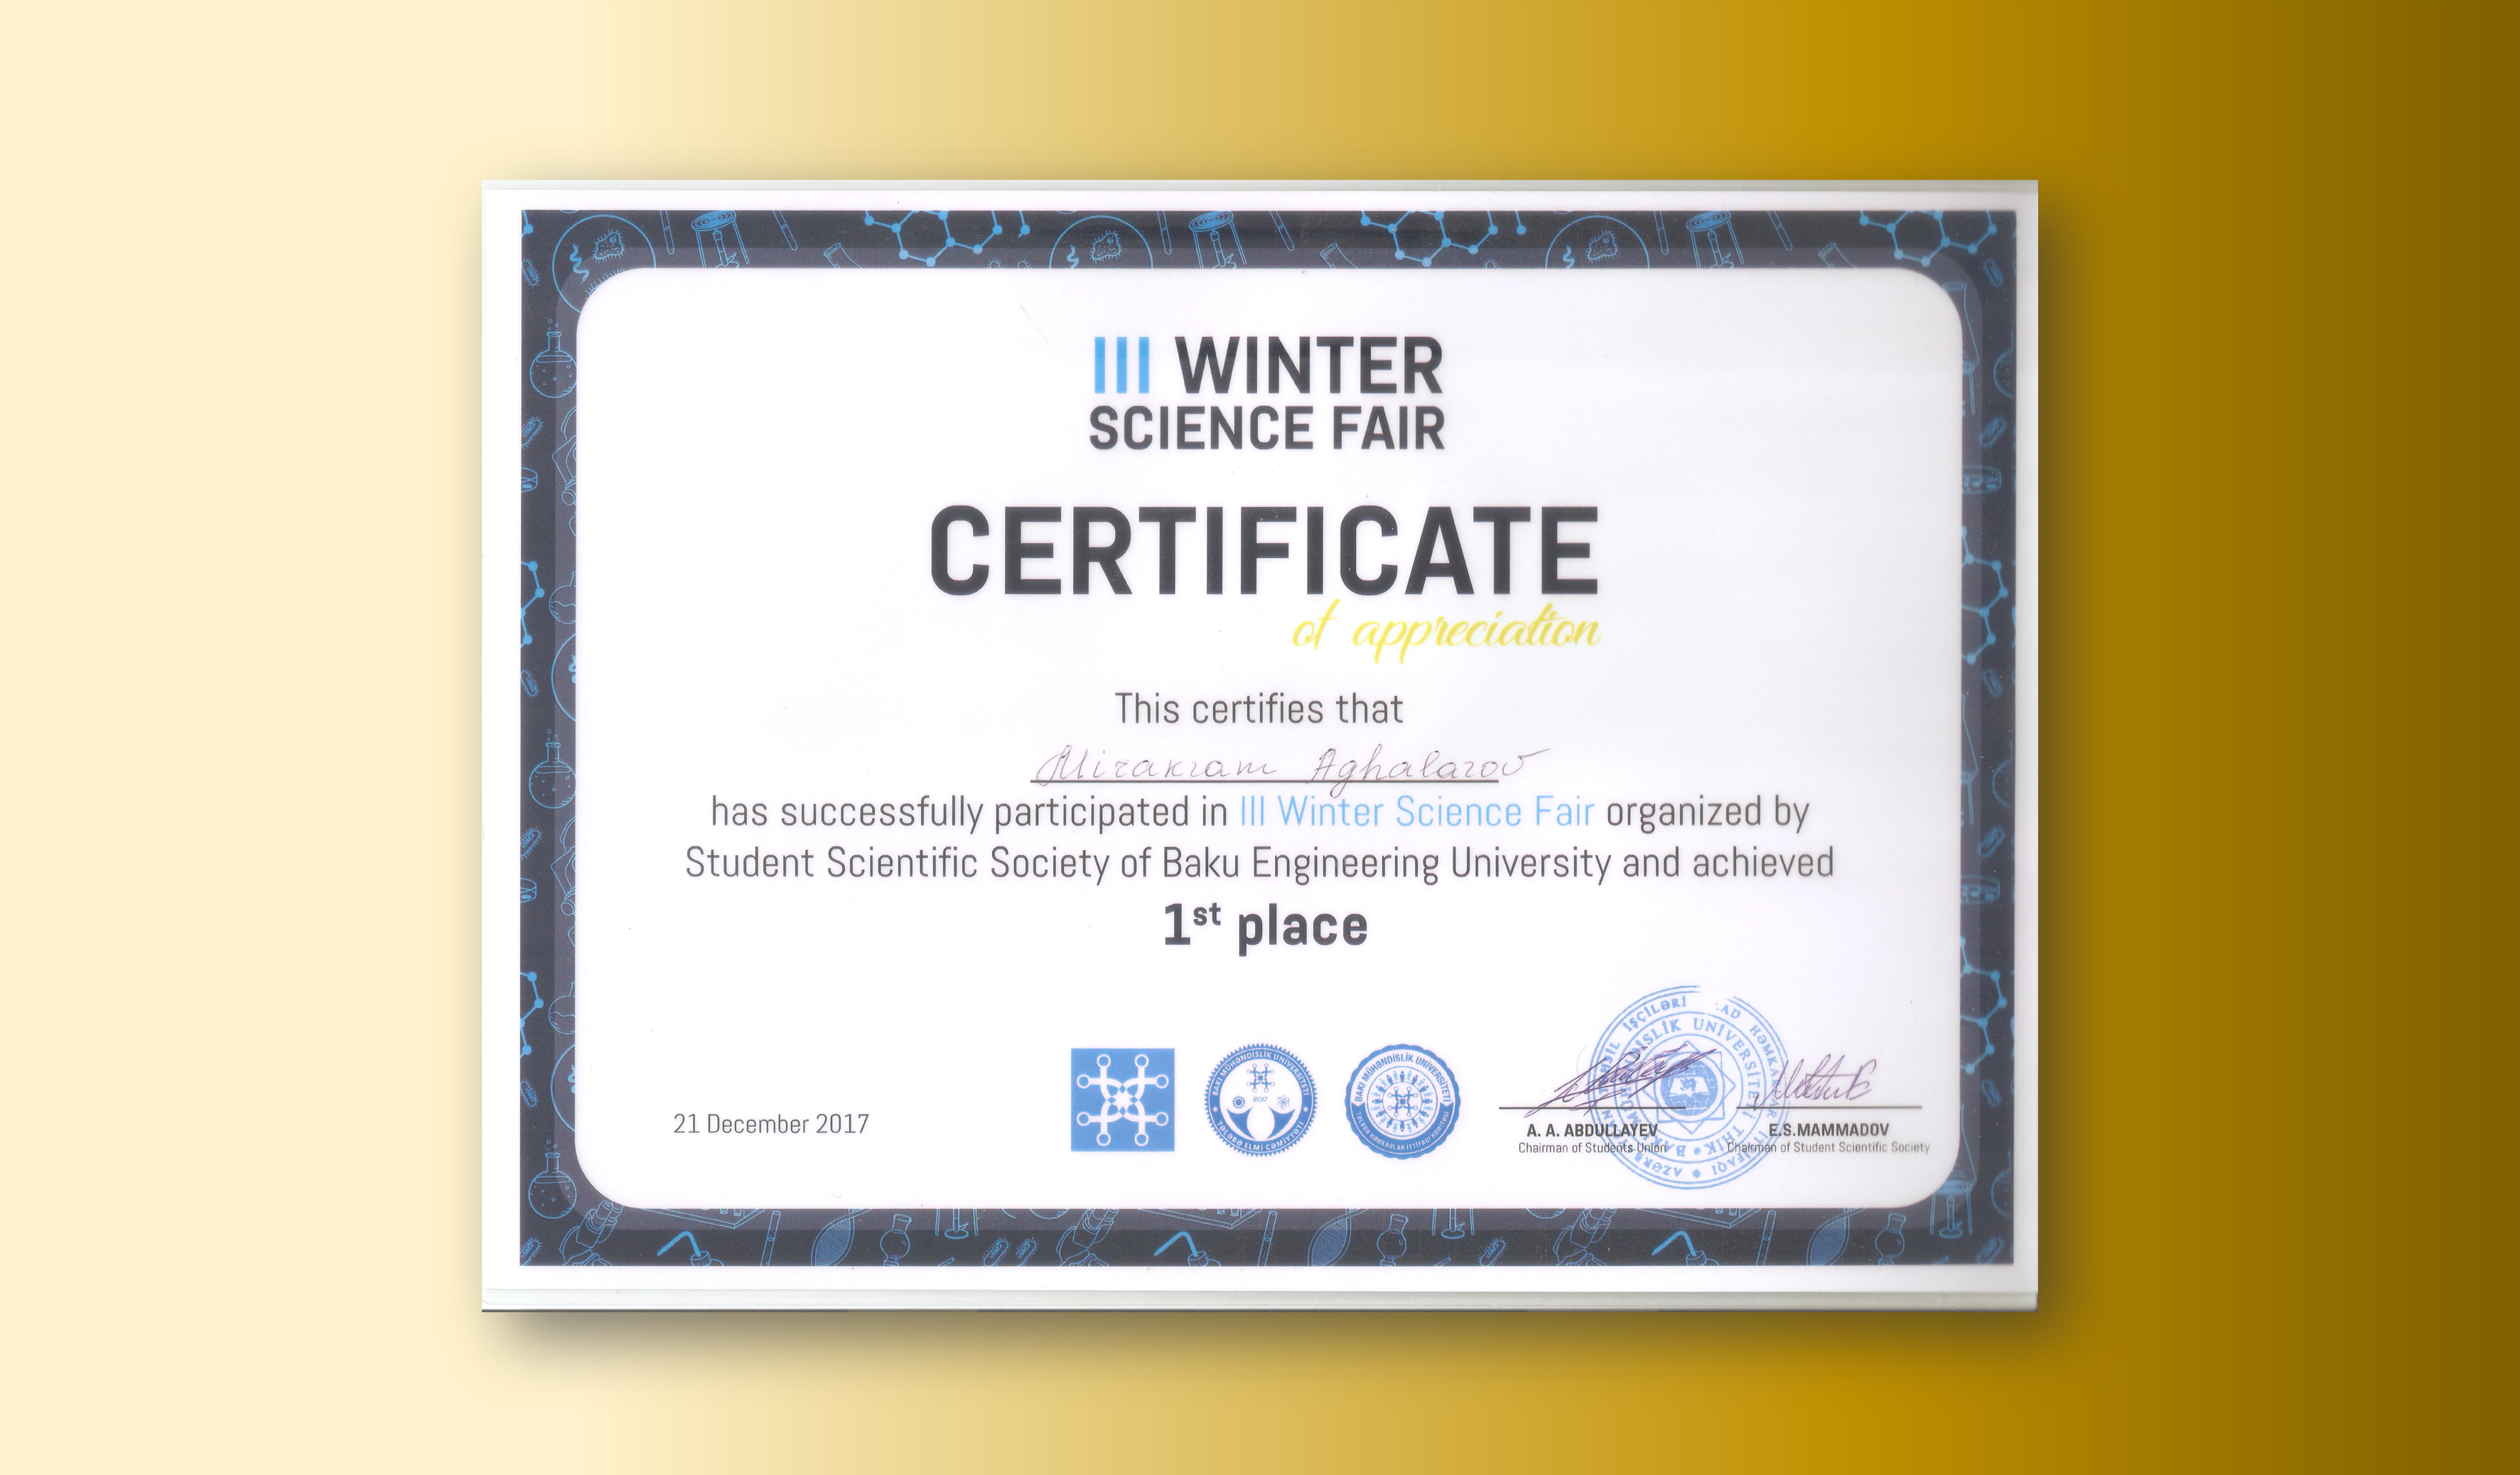 III WINTER
SCIENCE FAIR
CERTIFICATE
of appreciation
This certifies that
Mirakram Aghalarov
has successfully participated in III Winter Science Fair organized by
Student Scientific Society of Baku Engineering University and achieved
1st place
21 December 2017
BAKI MÜHƏNDİSLİK UNİVERSİTETİ
2017
TƏLƏBƏ ELMİ CƏMİYYƏTİ
BAKI MÜHƏNDİSLİK UNİVERSİTETİ
TƏLƏBƏ HƏMKARLAR İTTİFAQI KOMİTƏSİ
A. A. ABDULLAYEV
Chairman of Students Union
E.S.MAMMADOV
Chairman of Student Scientific Society